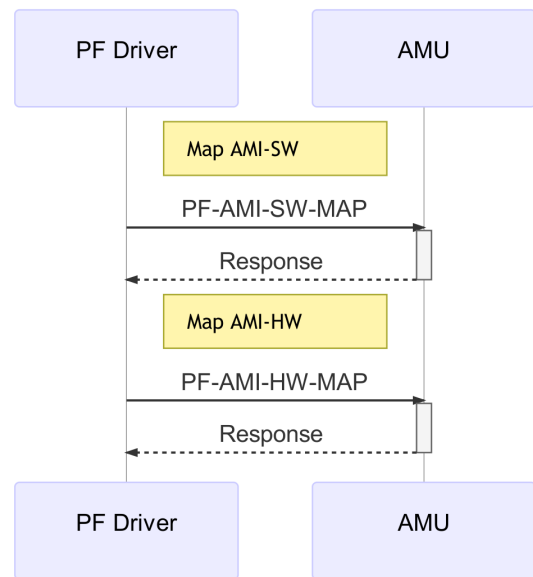 PF Driver
AMU
Map AMI-SW
PF-AMI-SW-MAP
Response
Map AMI-HW
PF-AMI-HW-MAP
Response
PF Driver
AMU